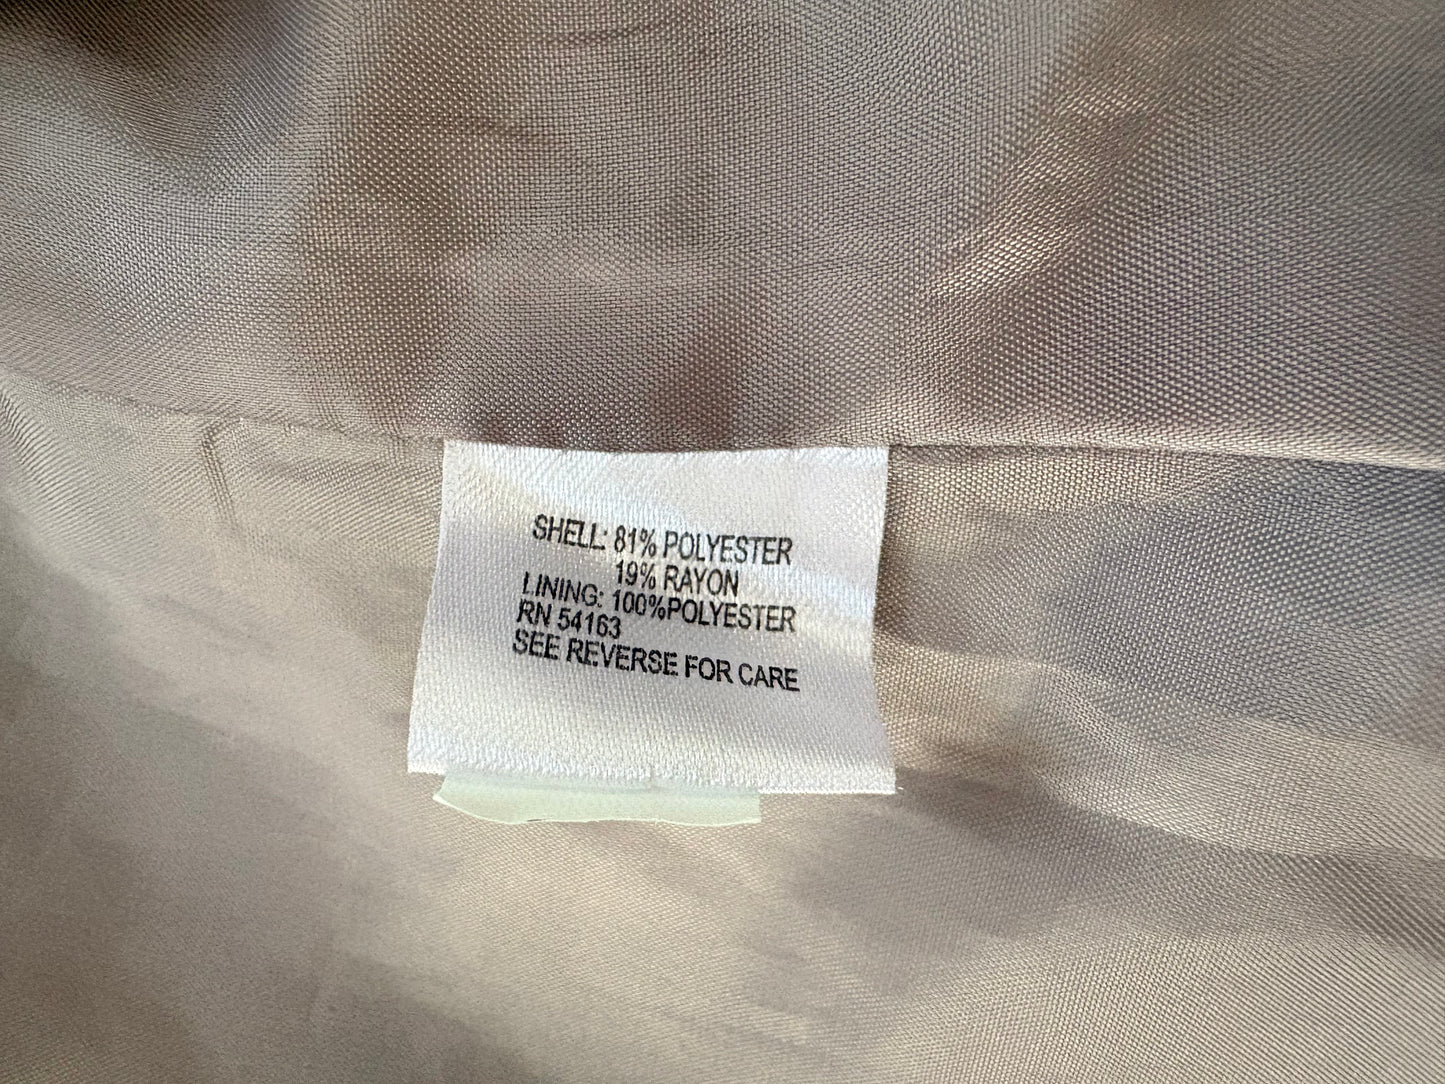 SHELL: 81% POLYESTER
19% RAYON
LINING: 100%POLYESTER
RN 54163
SEE REVERSE FOR CARE